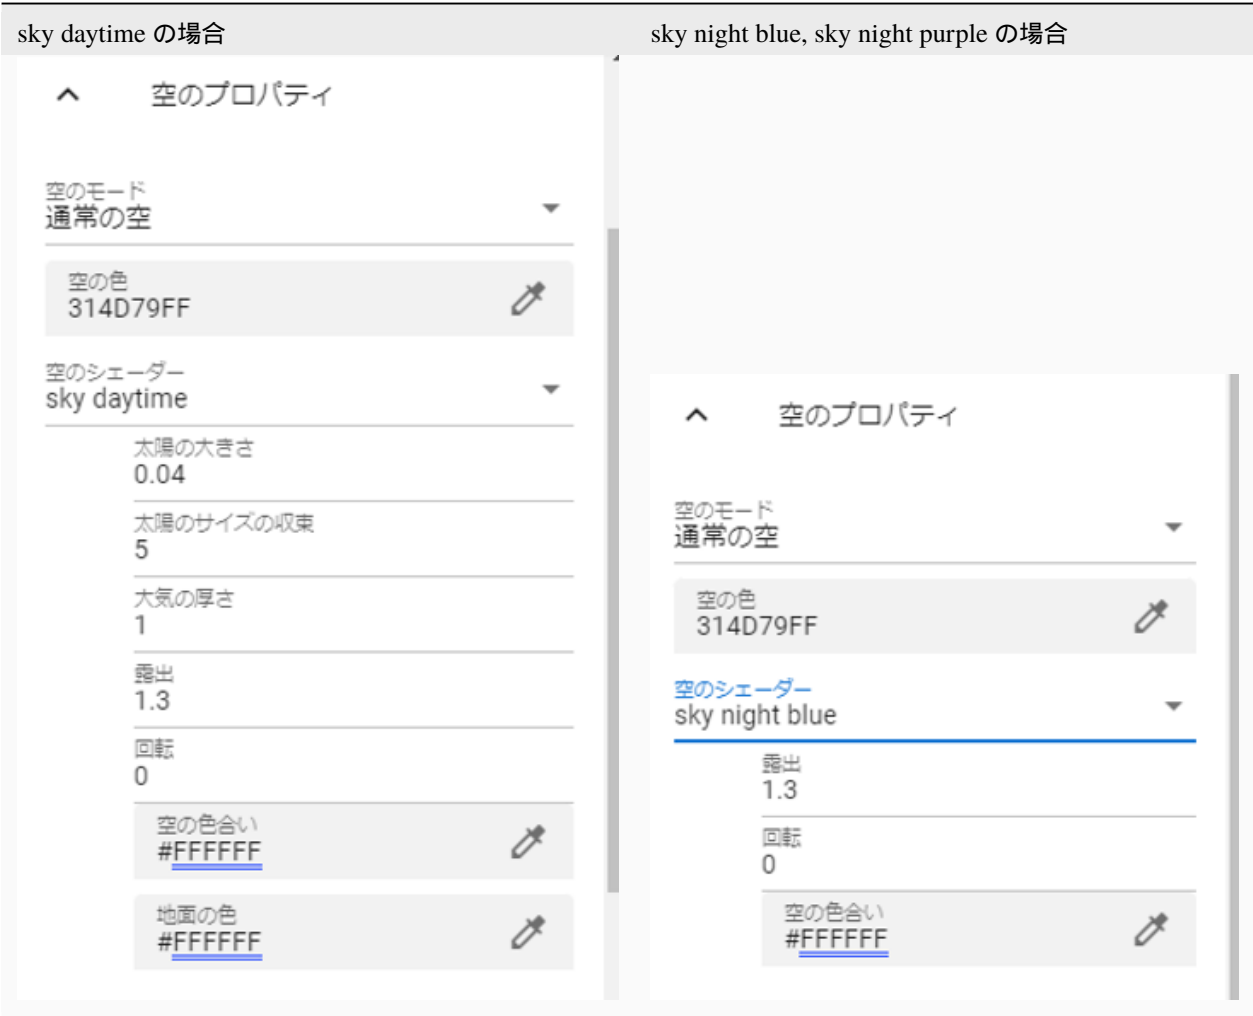 sky daytime の場合
空のプロパティ
空のモード
通常の空
空の色
314D79FF
空のシェーダー
sky daytime
太陽の大きさ
0.04
太陽のサイズの収束
5
大気の厚さ
1
露出
1.3
回転
0
空の色合い
#FFFFFF
地面の色
#FFFFFF
sky night blue, sky night purple の場合
空のプロパティ
空のモード
通常の空
空の色
314D79FF
空のシェーダー
sky night blue
露出
1.3
回転
0
空の色合い
#FFFFFF